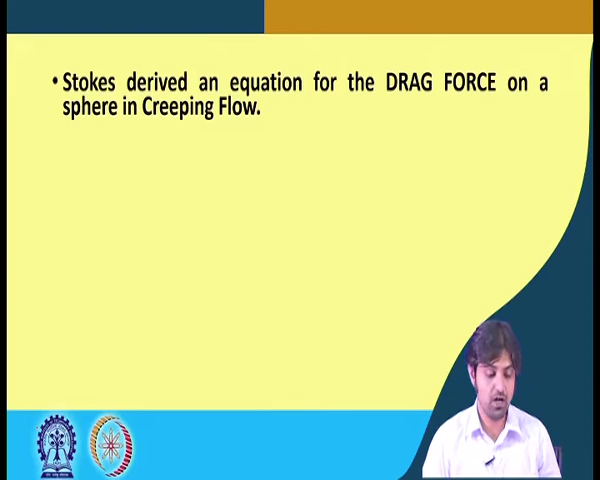 • Stokes derived an equation for the DRAG FORCE on a
sphere in Creeping Flow.